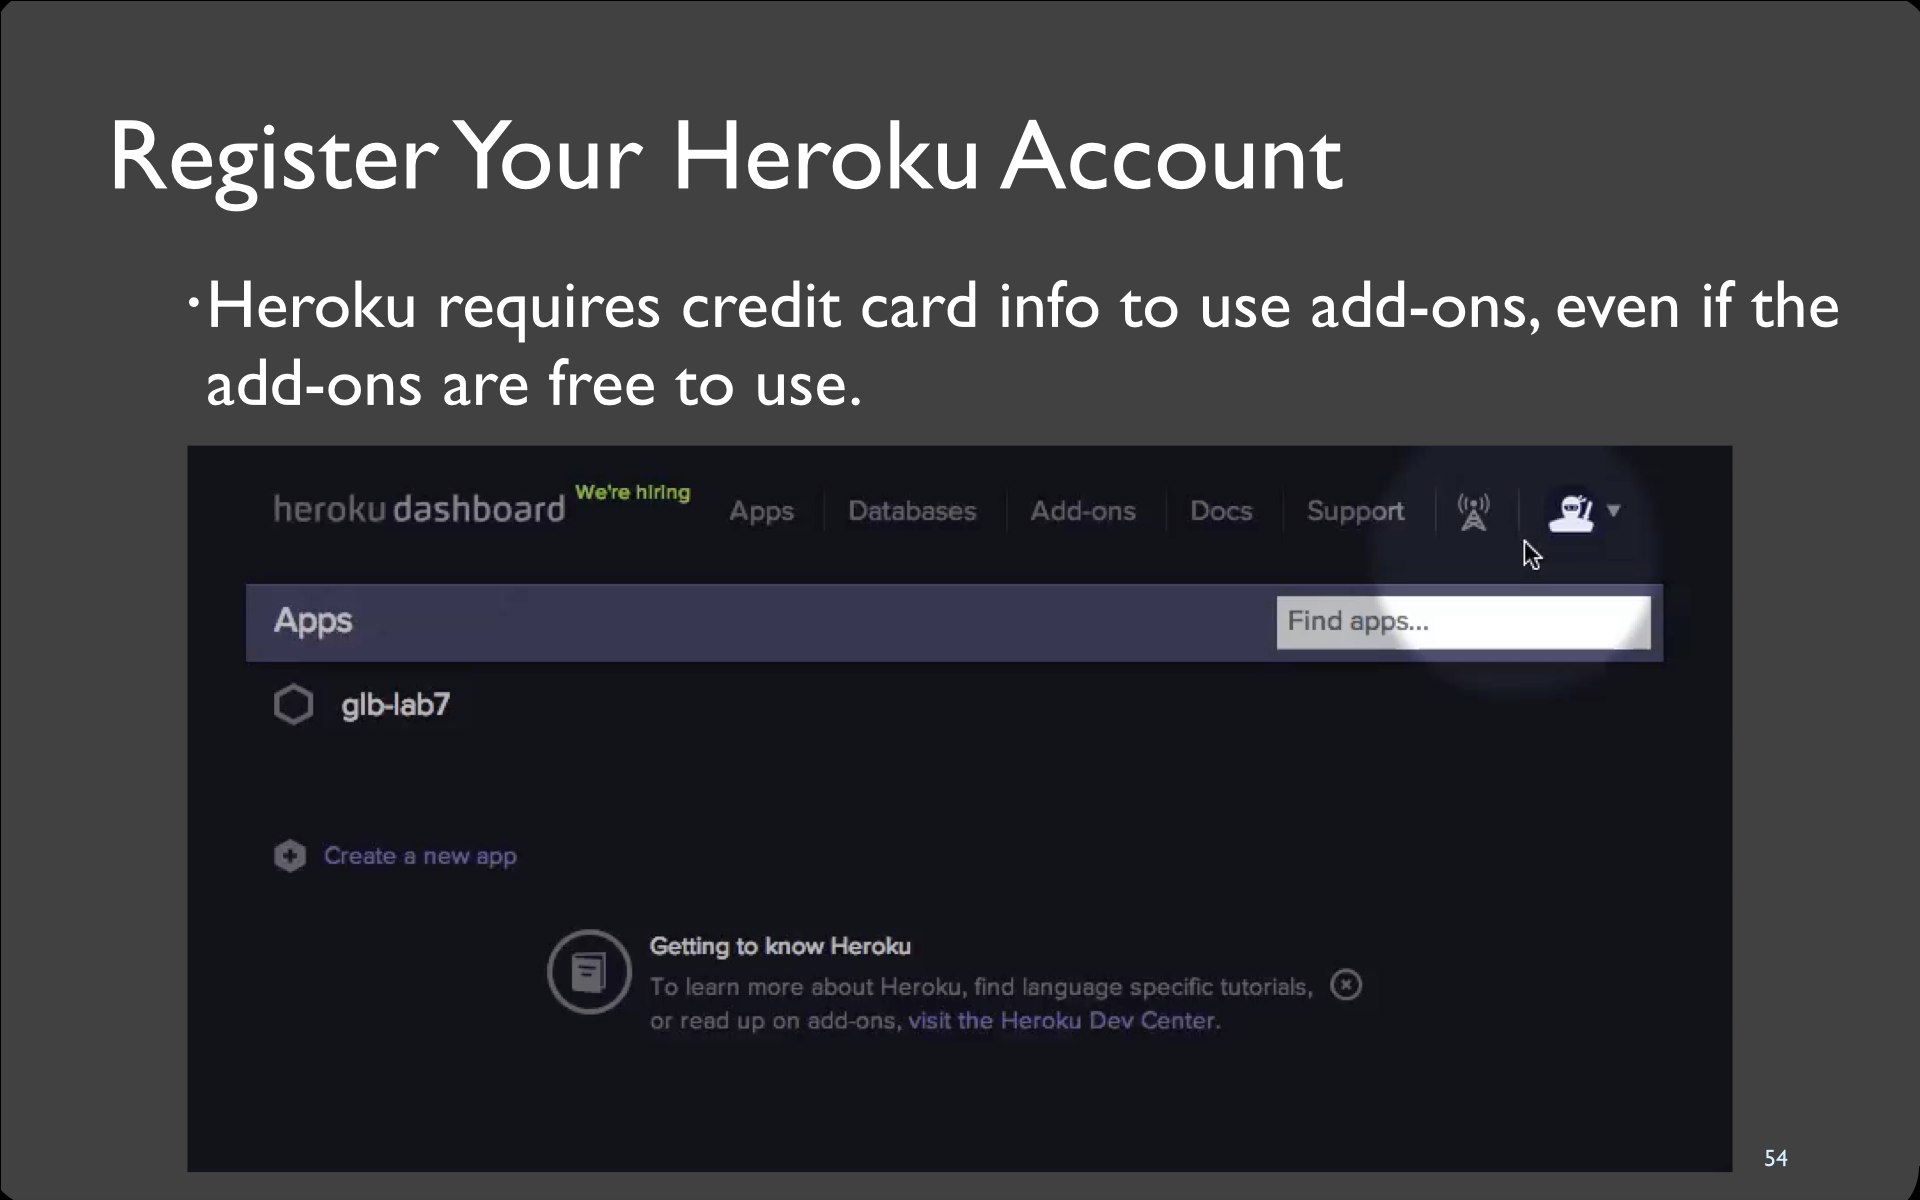 Register Your Heroku Account
•Heroku requires credit card info to use add-ons, even if the
add-ons are free to use.
heroku dashboard We're hiring Apps Databases Add-ons Docs Support
Apps Find apps...
glb-lab7
Create a new app
Getting to know Heroku
To learn more about Heroku, find language specific tutorials,
or read up on add-ons, visit the Heroku Dev Center.
54